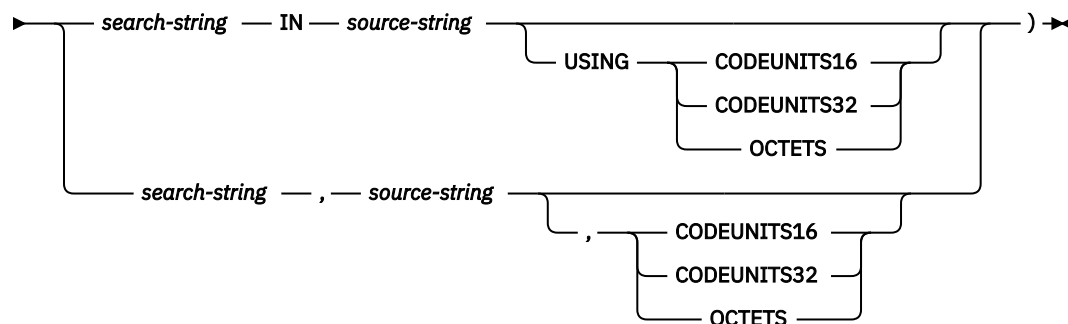 search-string IN source-string )
USING CODEUNITS16
CODEUNITS32
OCTETS
search-string , source-string
, CODEUNITS16
CODEUNITS32
OCTETS